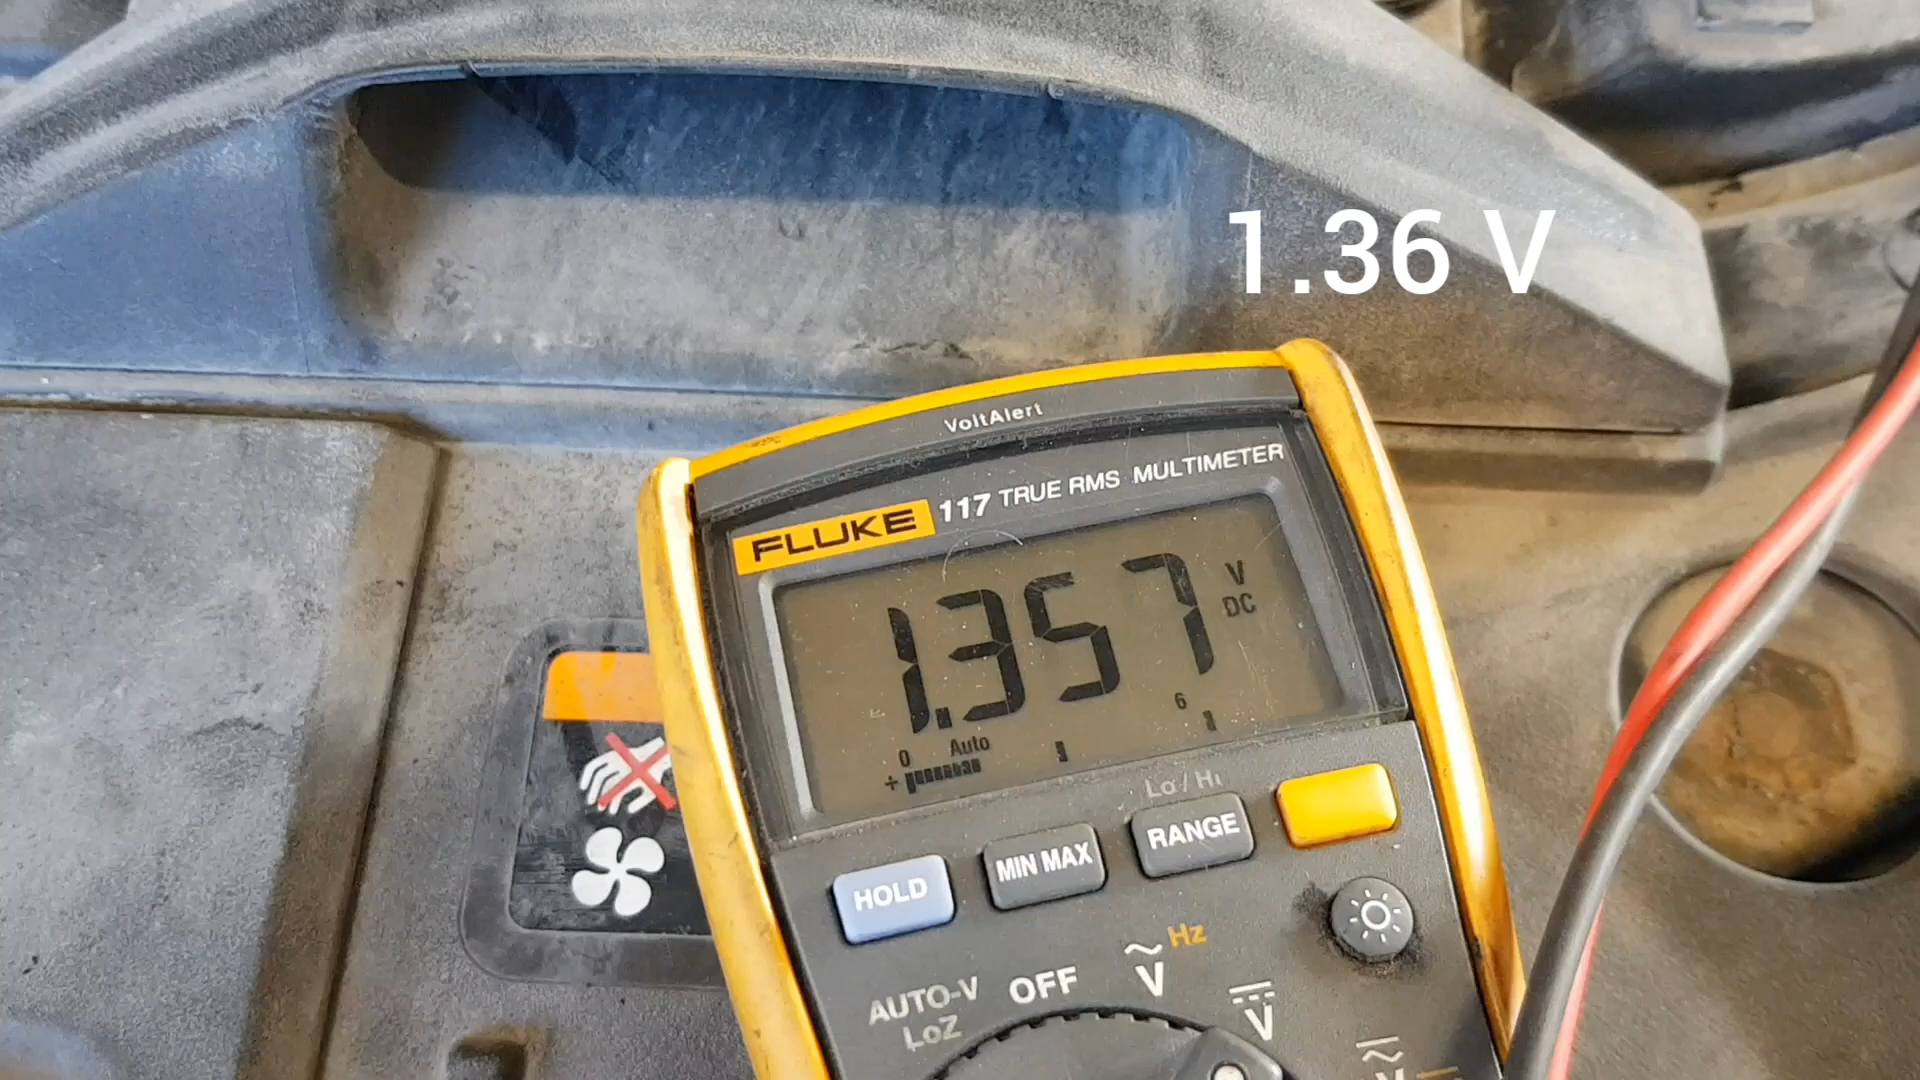 1.36 V
VoltAlert
FLUKE 117 TRUE RMS MULTIMETER
1.357 V
DC
6
0 Auto
+
Lo / Hi
HOLD MIN MAX RANGE
AUTO-V
LoZ
OFF
Hz
V
V